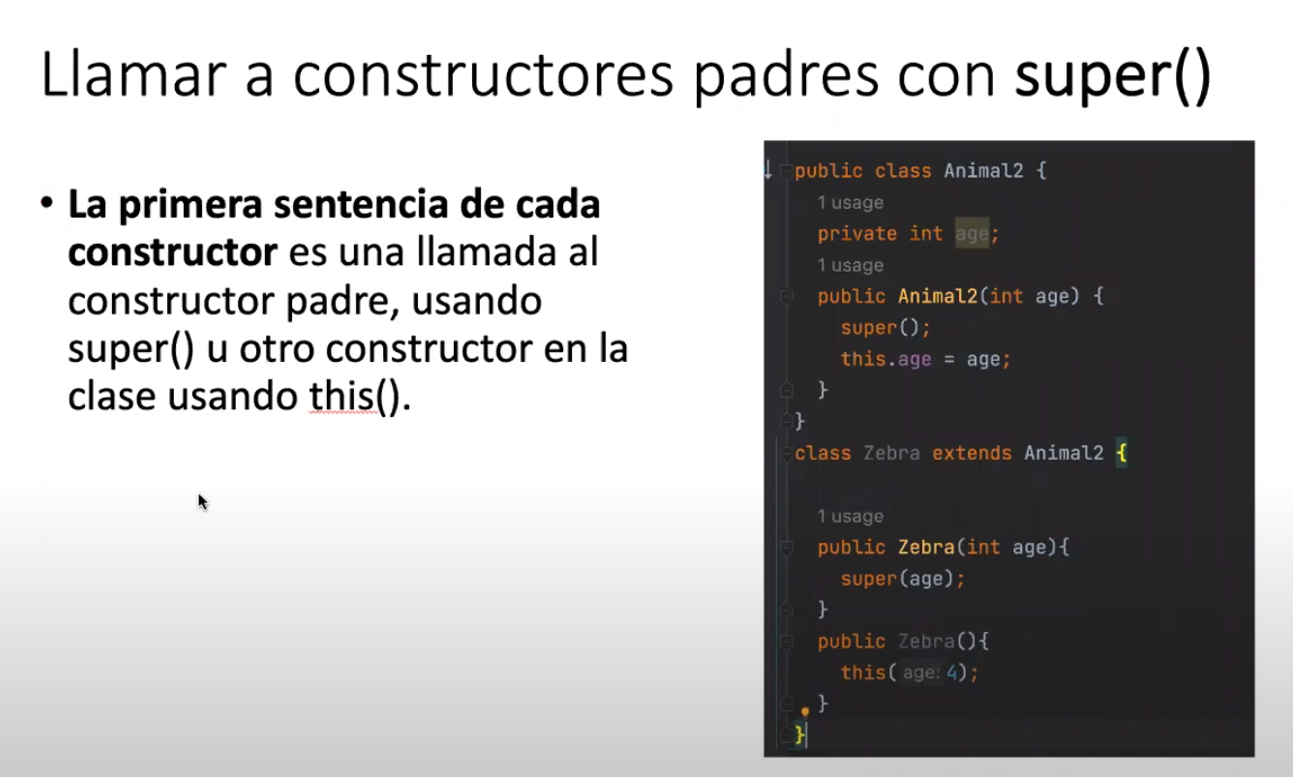 Llamar a constructores padres con super()
• La primera sentencia de cada
constructor es una llamada al
constructor padre, usando
super() u otro constructor en la
clase usando this().
public class Animal2 {
1 usage
private int age;
1 usage
public Animal2(int age) {
super();
this.age = age;
}
}
class Zebra extends Animal2 {
1 usage
public Zebra(int age){
super(age);
}
public Zebra(){
this( age: 4);
}
}